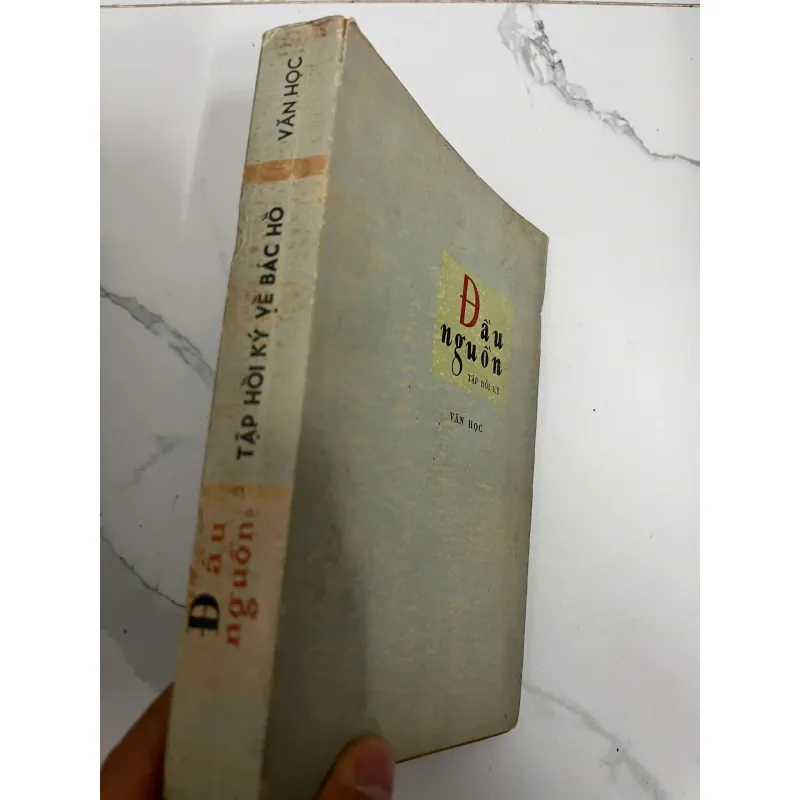 VĂN HỌC
TẬP HỒI KÝ VỀ BÁC HỒ
Đầu
nguồn
Đầu
nguồn
TẬP HỒI KÝ
VĂN HỌC